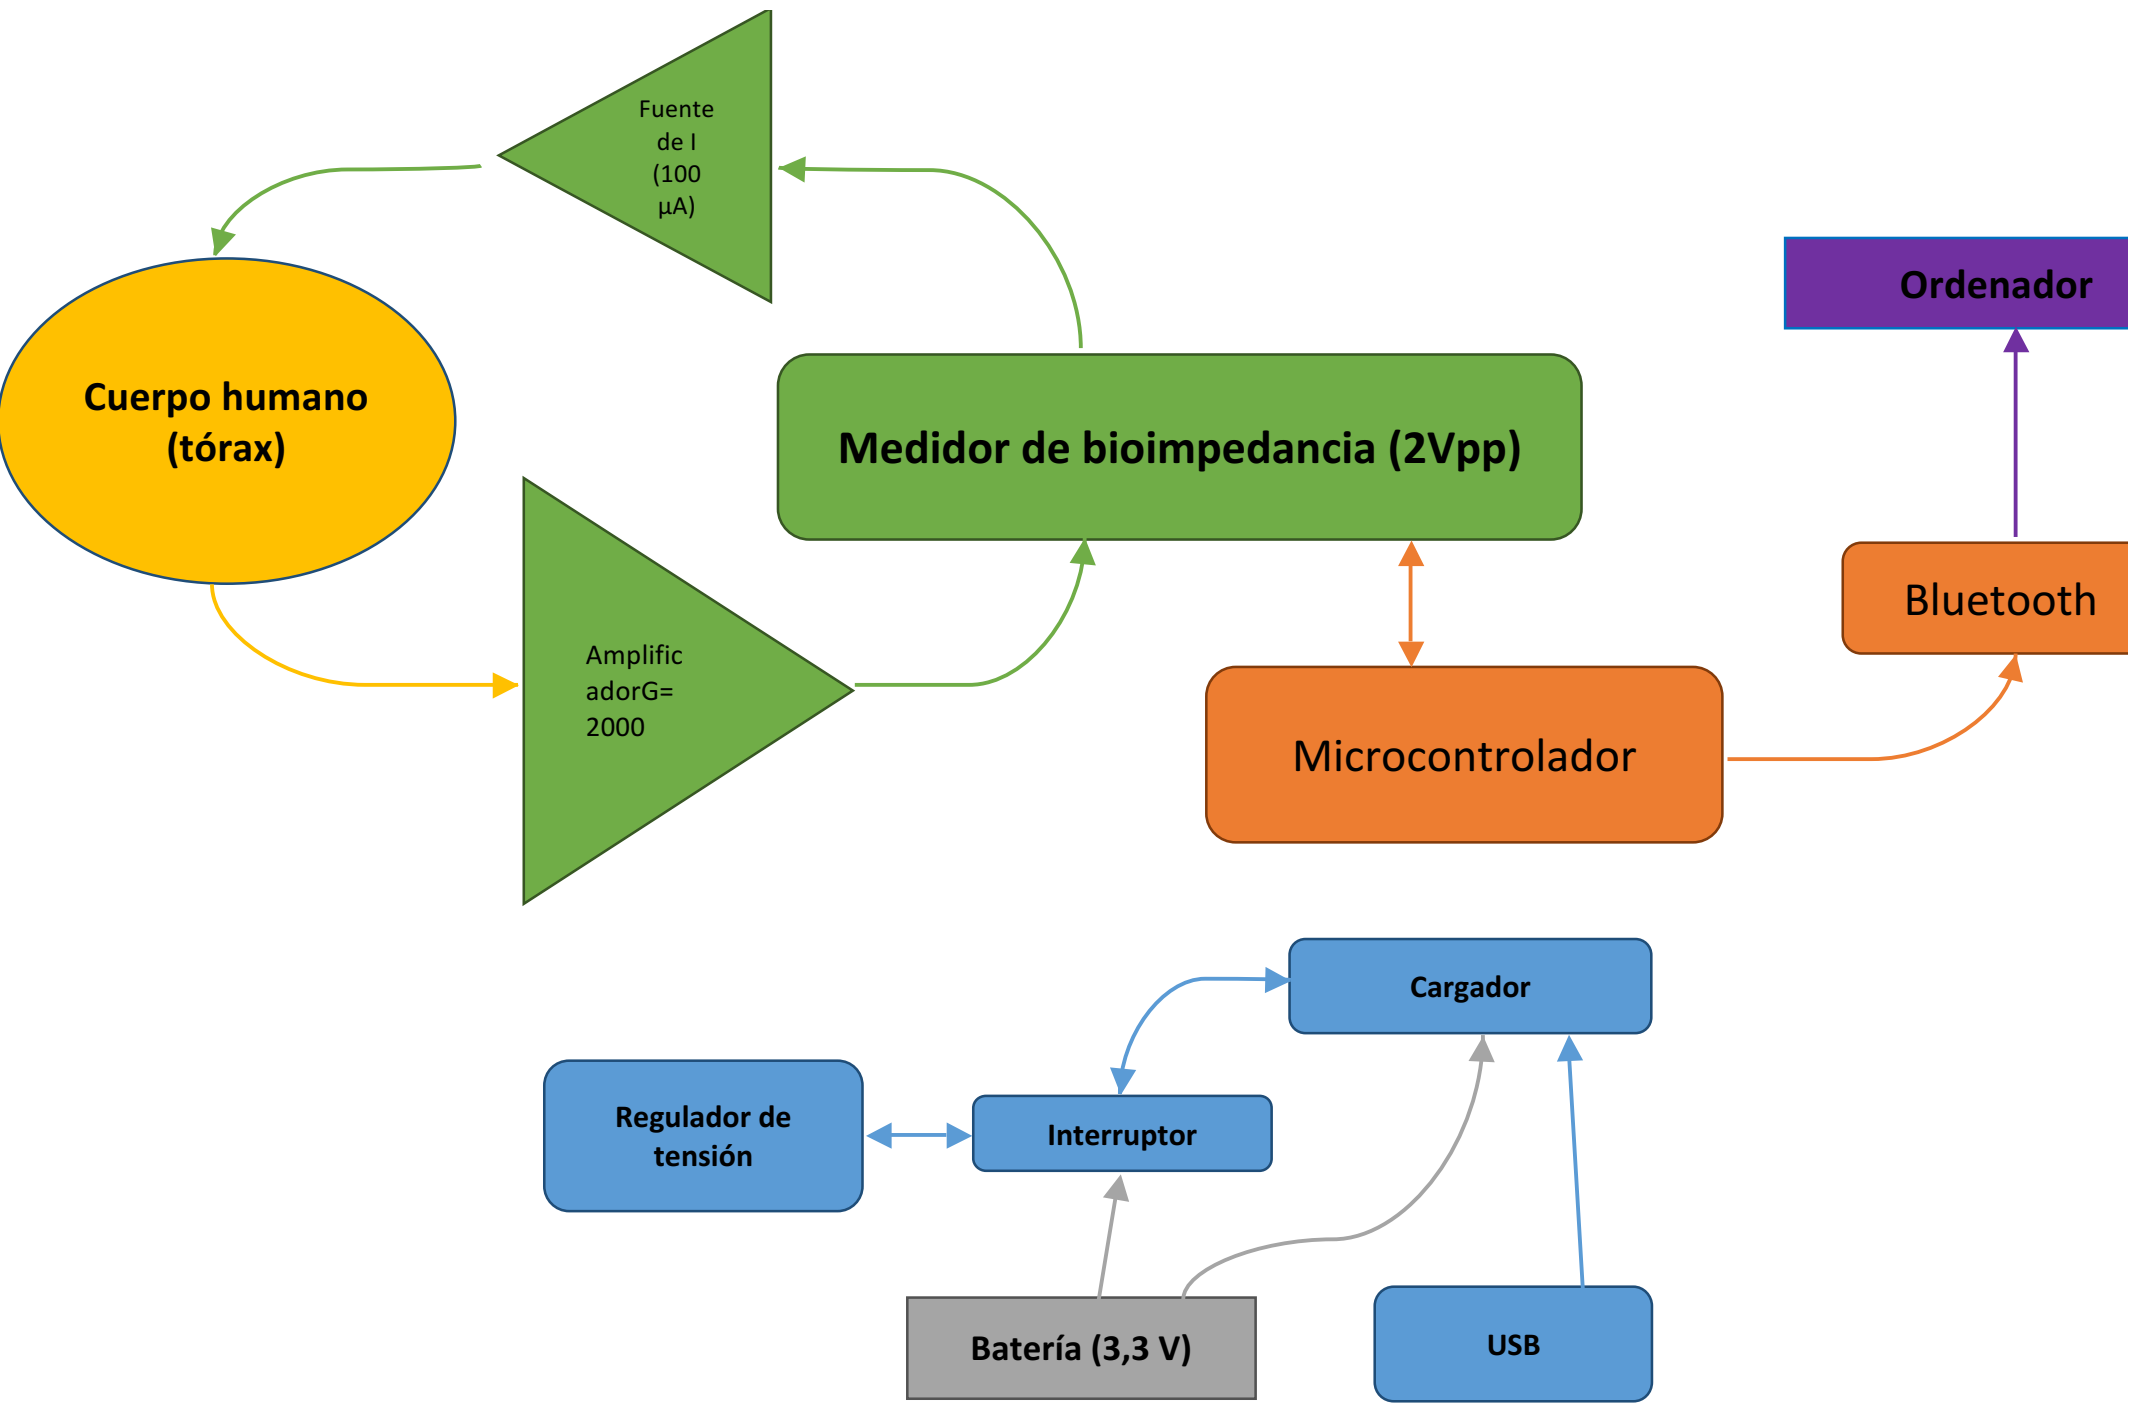 Fuente
de I
(100
µA)
Ordenador
Cuerpo humano
(tórax)
Medidor de bioimpedancia (2Vpp)
Bluetooth
Amplific
adorG=
2000
Microcontrolador
Cargador
Regulador de
tensión
Interruptor
Batería (3,3 V)
USB